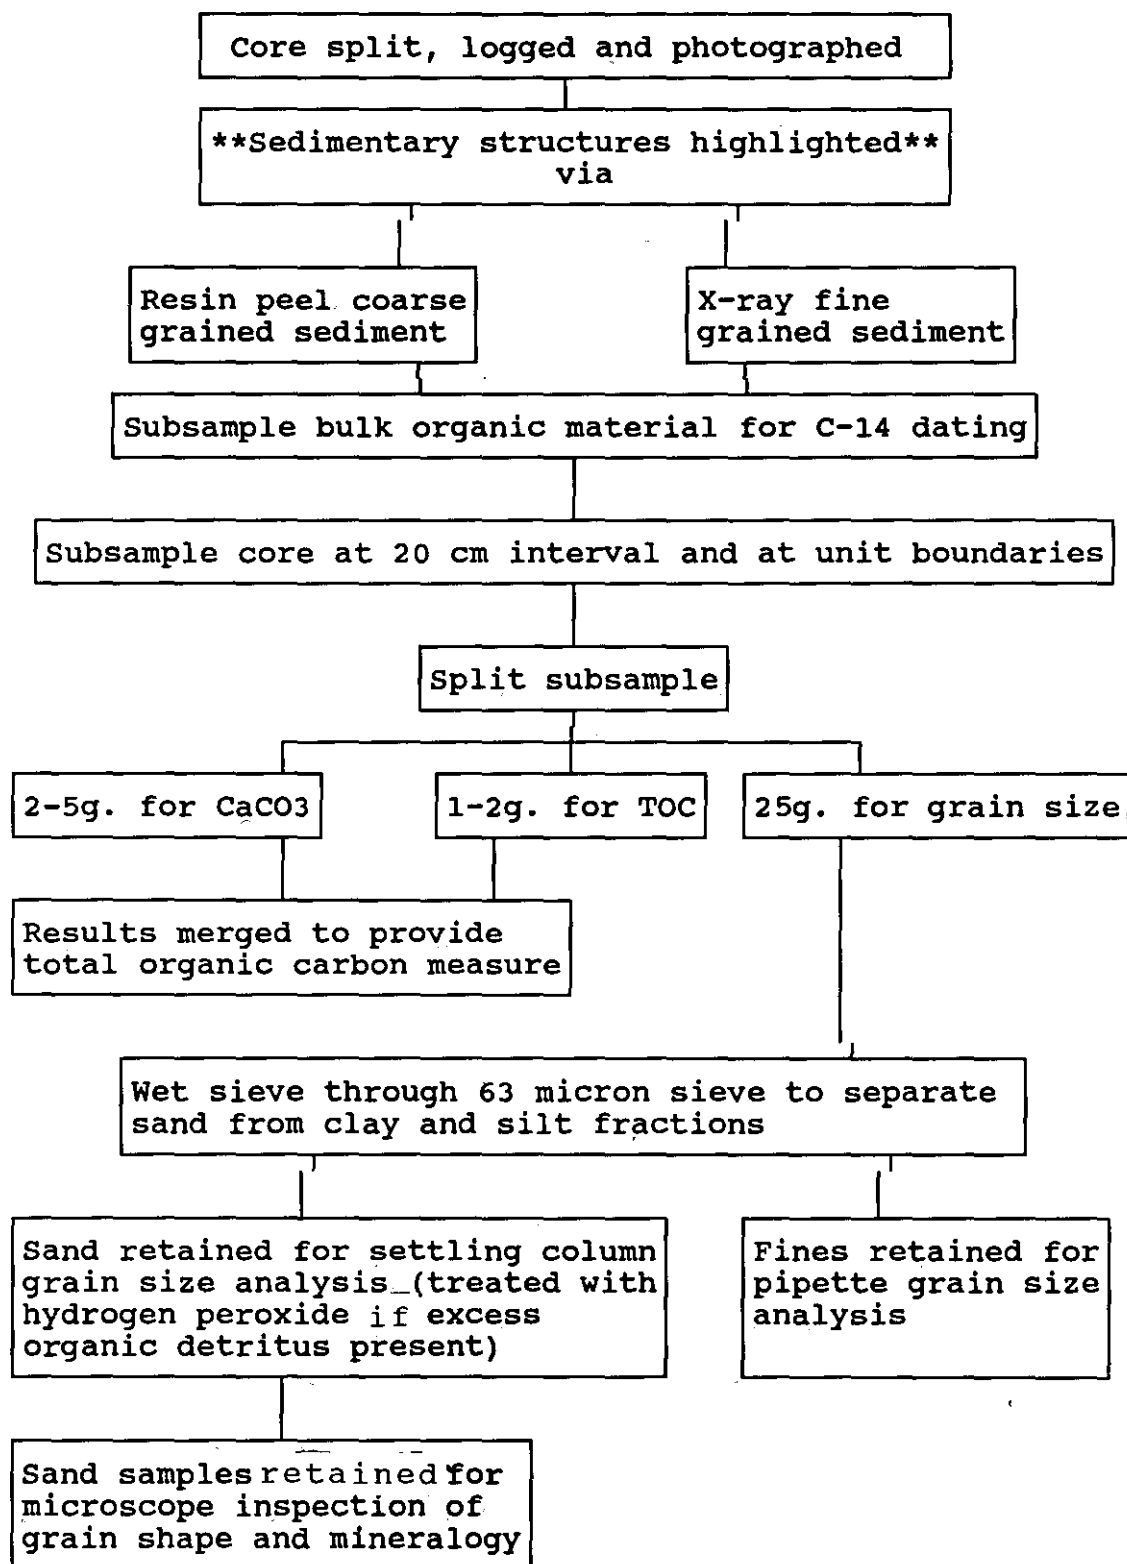 Core split, logged and photographed
**Sedimentary structures highlighted**
via
Resin peel coarse
grained sediment
X-ray fine
grained sediment
Subsample bulk organic material for C-14 dating
Subsample core at 20 cm interval and at unit boundaries
Split subsample
2-5g. for CaCO3
1-2g. for TOC
25g. for grain size
Results merged to provide
total organic carbon measure
Wet sieve through 63 micron sieve to separate
sand from clay and silt fractions
Sand retained for settling column
grain size analysis (treated with
hydrogen peroxide if excess
organic detritus present)
Fines retained for
pipette grain size
analysis
Sand samples retained for
microscope inspection of
grain shape and mineralogy